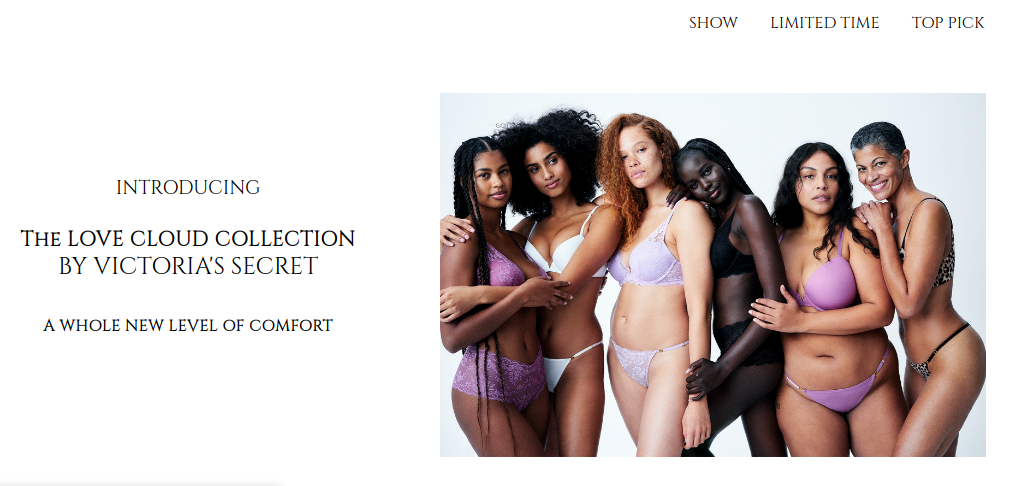 SHOW LIMITED TIME TOP PICK
INTRODUCING
The LOVE CLOUD COLLECTION
BY VICTORIA'S SECRET
A WHOLE NEW LEVEL OF COMFORT